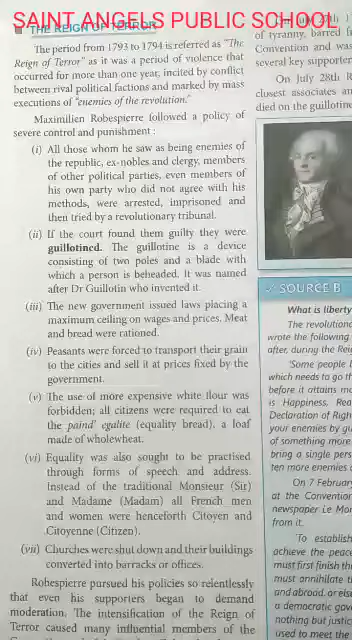 SAINT ANGELS PUBLIC SCHOOL
THE REIGN OF TERROR
The period from 1793 to 1794 is referred as "The
Reign of Terror" as it was a period of violence that
occurred for more than one year, incited by conflict
between rival political factions and marked by mass
executions of "enemies of the revolution."
Maximilien Robespierre followed a policy of
severe control and punishment :
(i) All those whom he saw as being enemies of
the republic, ex-nobles and clergy, members
of other political parties, even members of
his own party who did not agree with his
methods, were arrested, imprisoned and
then tried by a revolutionary tribunal.
(ii) If the court found them guilty they were
guillotined. The guillotine is a device
consisting of two poles and a blade with
which a person is beheaded. It was named
after Dr Guillotin who invented it.
(iii) The new government issued laws placing a
maximum ceiling on wages and prices. Meat
and bread were rationed.
(iv) Peasants were forced to transport their grain
to the cities and sell it at prices fixed by the
government.
(v) The use of more expensive white flour was
forbidden; all citizens were required to eat
the paind' egalite (equality bread), a loaf
made of wholewheat.
(vi) Equality was also sought to be practised
through forms of speech and address.
Instead of the traditional Monsieur (Sir)
and Madame (Madam) all French men
and women were henceforth Citoyen and
Citoyenne (Citizen).
(vii) Churches were shut down and their buildings
converted into barracks or offices.
Robespierre pursued his policies so relentlessly
that even his supporters began to demand
moderation. The intensification of the Reign of
Terror caused many influential members of the
of tyranny, barred
Convention and was
several key supporter
On July 28th R
closest associates an
died on the guillotine
SOURCE B
What is liberty
The revolutiona
wrote the following
after, during the Rei
'Some people
which needs to go th
before it attains ma
is Happiness, Rea
Declaration of Righ
your enemies by gu
of something more
bring a single pers
ten more enemies
On 7 February
at the Convention
newspaper Le Mon
from it.
'To establish
achieve the peace
must first finish th
must annihilate t
and abroad, or else
a democratic gov
nothing but justic
used to meet the